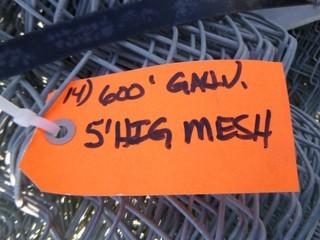 14) 600' GALV.
5' HIG MESH